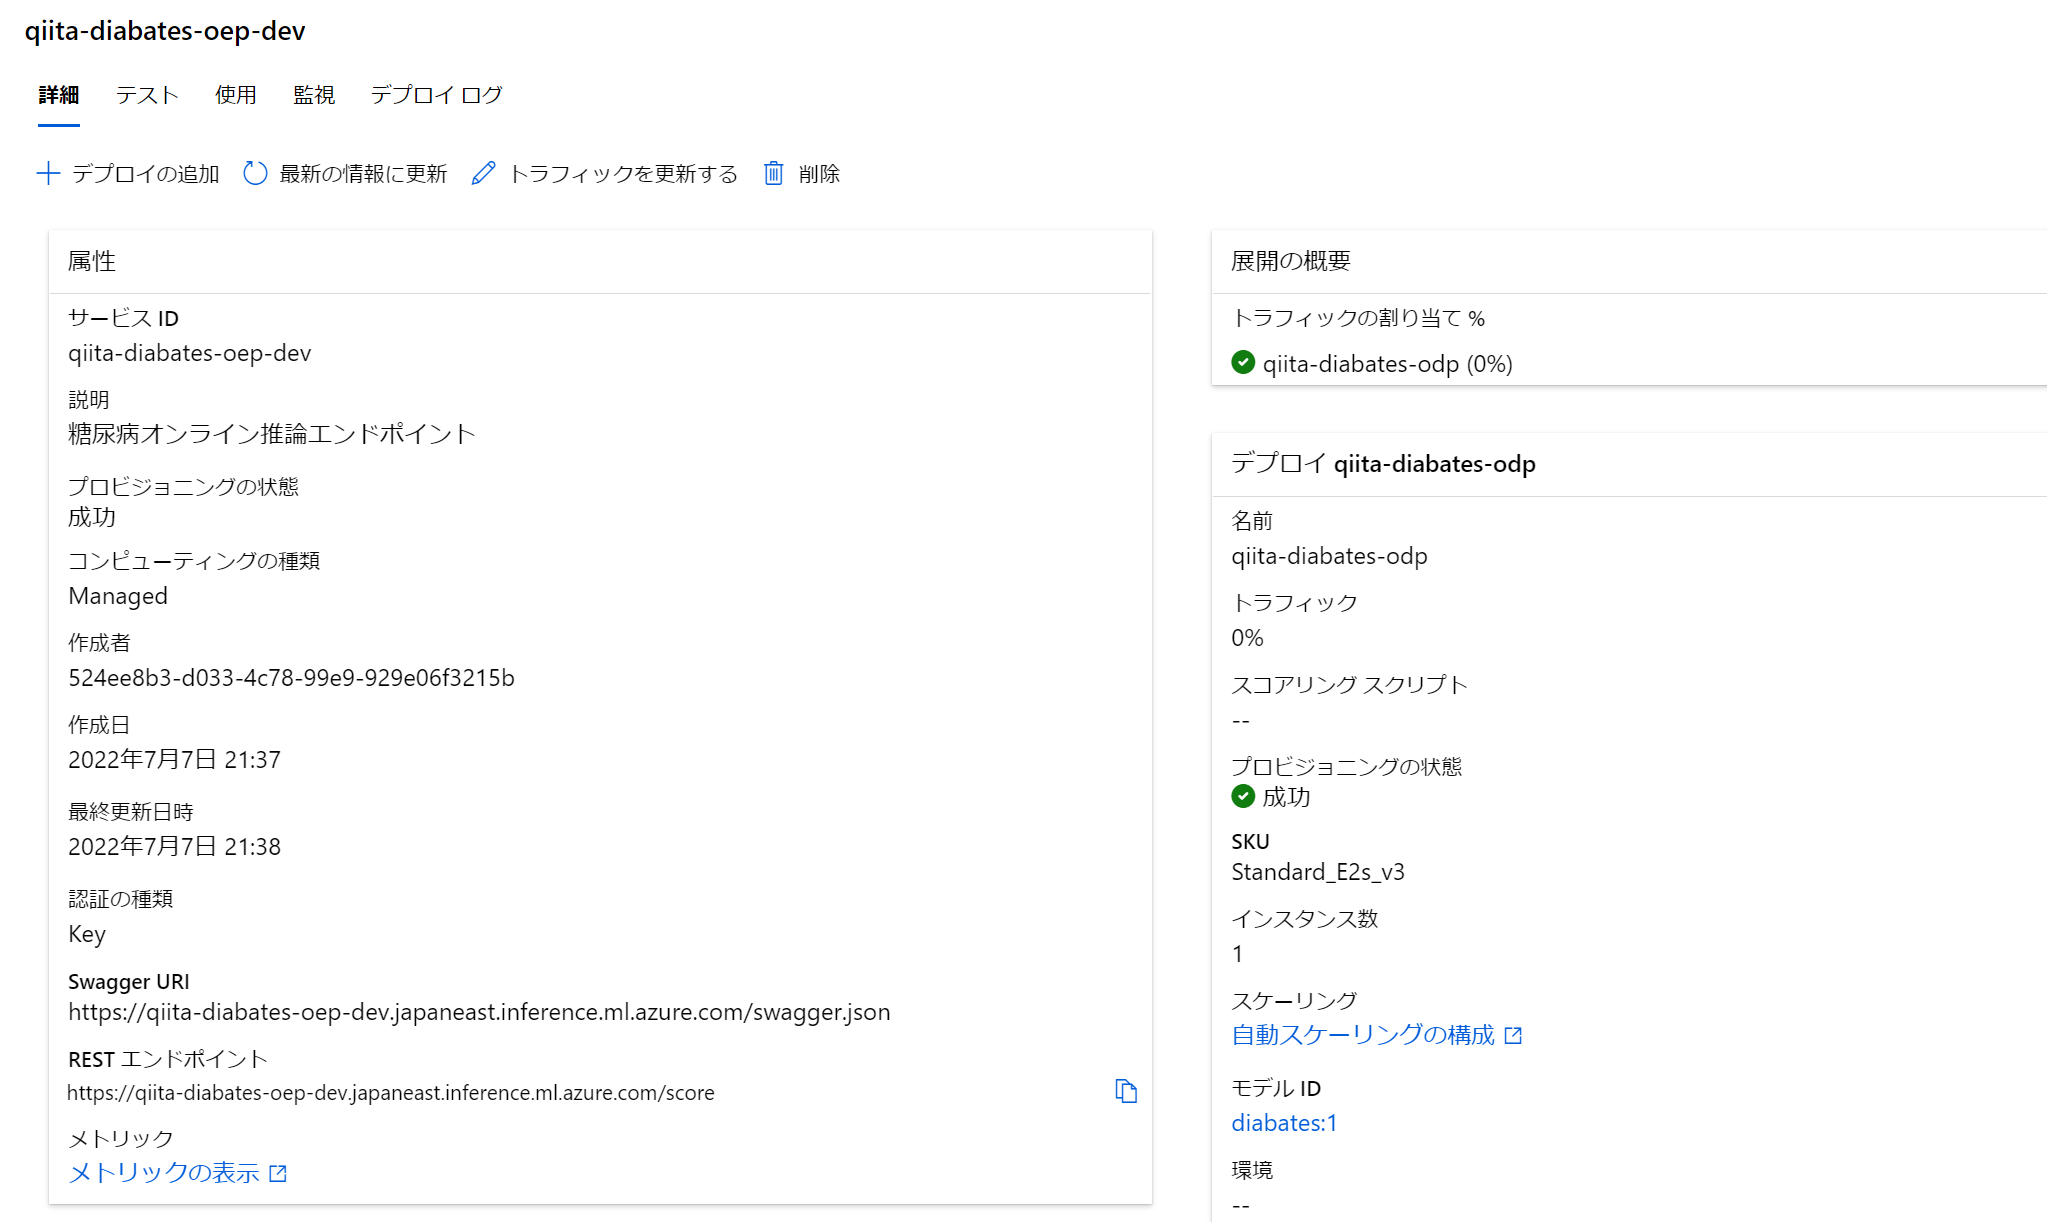 qiita-diabates-oep-dev
詳細 テスト 使用 監視 デプロイ ログ
デプロイの追加 最新の情報に更新 トラフィックを更新する 削除
属性
サービス ID
qiita-diabates-oep-dev
説明
糖尿病オンライン推論エンドポイント
プロビジョニングの状態
成功
コンピューティングの種類
Managed
作成者
524ee8b3-d033-4c78-99e9-929e06f3215b
作成日
2022年7月7日 21:37
最終更新日時
2022年7月7日 21:38
認証の種類
Key
Swagger URI
https://qiita-diabates-oep-dev.japaneast.inference.ml.azure.com/swagger.json
REST エンドポイント
https://qiita-diabates-oep-dev.japaneast.inference.ml.azure.com/score
メトリック
メトリックの表示
展開の概要
トラフィックの割り当て %
qiita-diabates-odp (0%)
デプロイ qiita-diabates-odp
名前
qiita-diabates-odp
トラフィック
0%
スコアリング スクリプト
--
プロビジョニングの状態
成功
SKU
Standard_E2s_v3
インスタンス数
1
スケーリング
自動スケーリングの構成
モデル ID
diabates:1
環境
--